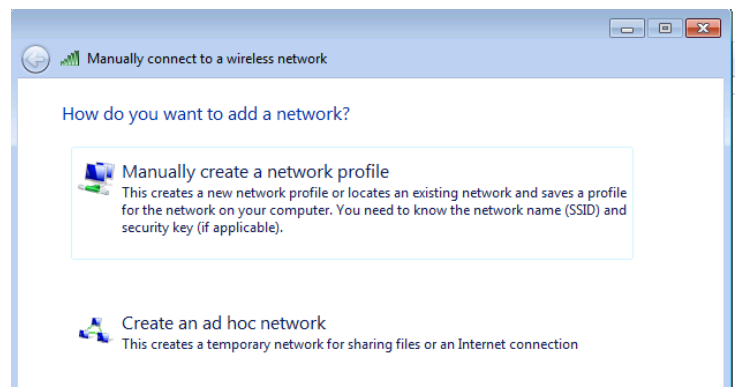 Manually connect to a wireless network
How do you want to add a network?
Manually create a network profile
This creates a new network profile or locates an existing network and saves a profile
for the network on your computer. You need to know the network name (SSID) and
security key (if applicable).
Create an ad hoc network
This creates a temporary network for sharing files or an Internet connection